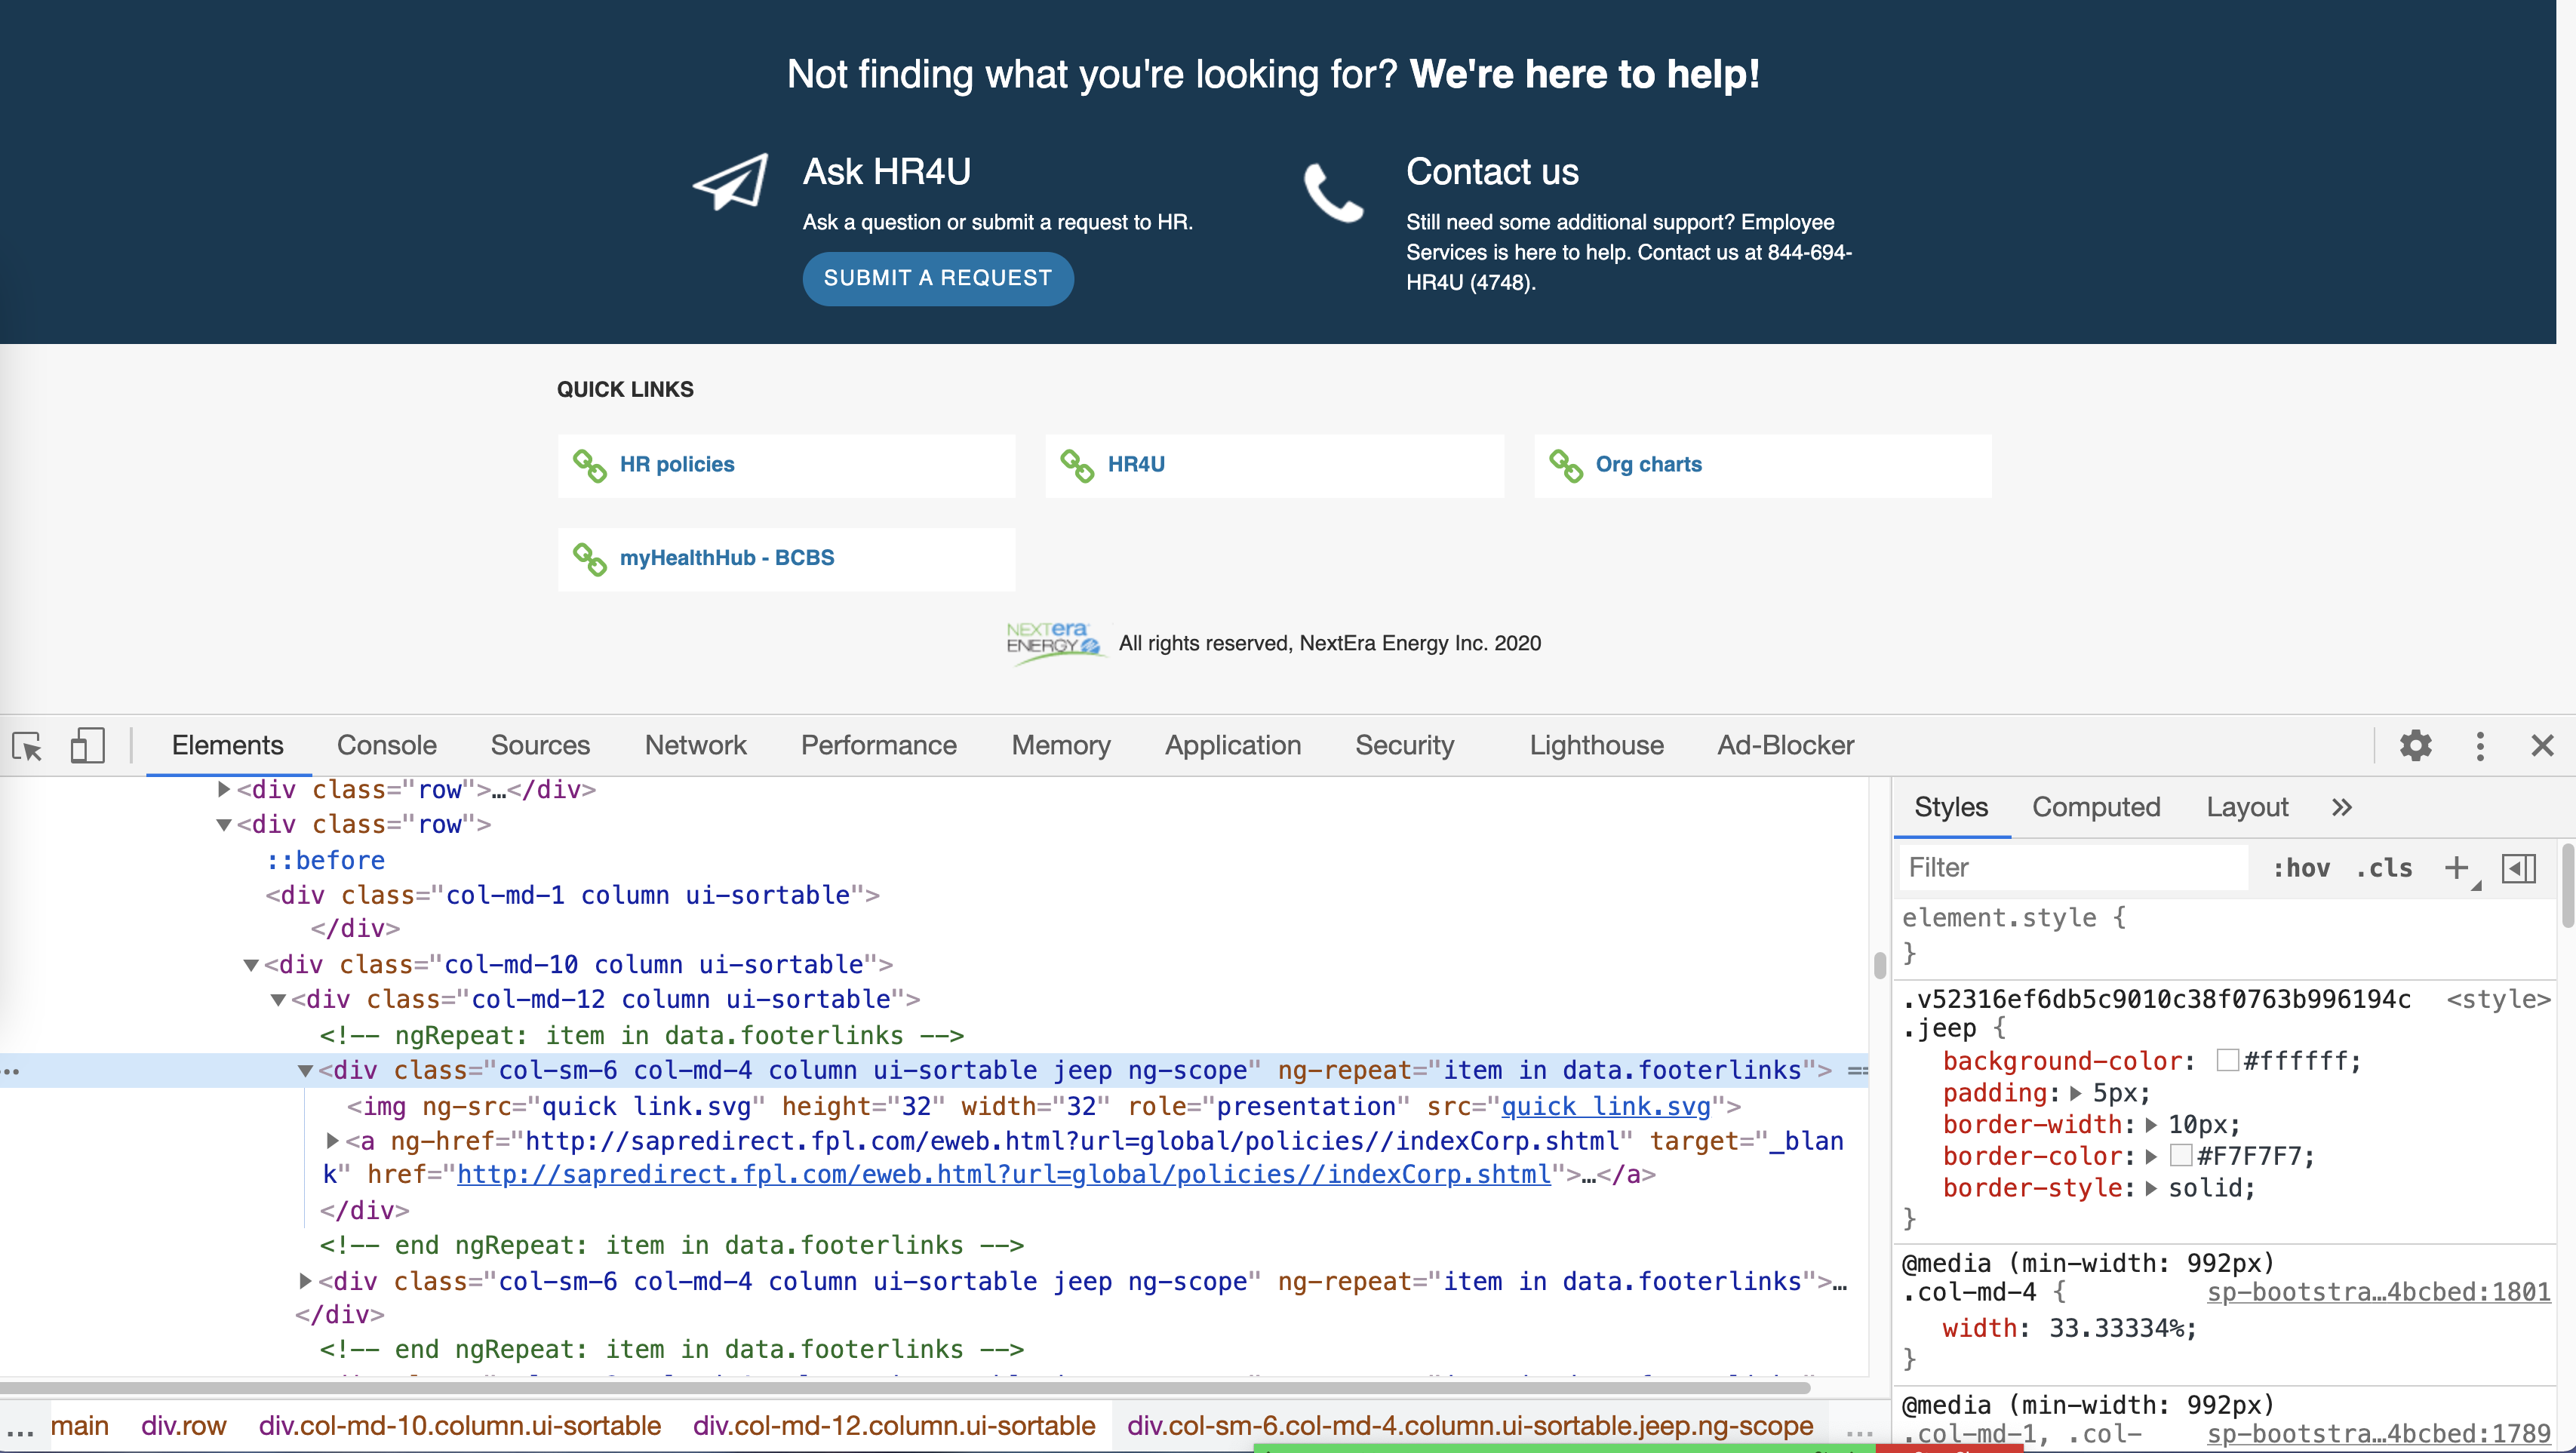 Not finding what you're looking for? We're here to help!
Ask HR4U
Ask a question or submit a request to HR.
SUBMIT A REQUEST
Contact us
Still need some additional support? Employee
Services is here to help. Contact us at 844-694-
HR4U (4748).
QUICK LINKS
HR policies
HR4U
Org charts
myHealthHub - BCBS
NEXTera
ENERGY
All rights reserved, NextEra Energy Inc. 2020
Elements Console Sources Network Performance Memory Application Security Lighthouse Ad-Blocker
<div class="row">…</div>
<div class="row">
::before
<div class="col-md-1 column ui-sortable">
</div>
<div class="col-md-10 column ui-sortable">
<div class="col-md-12 column ui-sortable">
<!-- ngRepeat: item in data.footerlinks -->
<div class="col-sm-6 col-md-4 column ui-sortable jeep ng-scope" ng-repeat="item in data.footerlinks"> ==
<img ng-src="quick_link.svg" height="32" width="32" role="presentation" src="quick_link.svg">
<a ng-href="http://sapredirect.fpl.com/eweb.html?url=global/policies//indexCorp.shtml" target="_blan
k" href="http://sapredirect.fpl.com/eweb.html?url=global/policies//indexCorp.shtml">…</a>
</div>
<!-- end ngRepeat: item in data.footerlinks -->
<div class="col-sm-6 col-md-4 column ui-sortable jeep ng-scope" ng-repeat="item in data.footerlinks">…
</div>
<!-- end ngRepeat: item in data.footerlinks -->
... main div.row div.col-md-10.column.ui-sortable div.col-md-12.column.ui-sortable div.col-sm-6.col-md-4.column.ui-sortable.jeep.ng-scope ...
Styles Computed Layout »
Filter :hov .cls +
element.style {
}
.v52316ef6db5c9010c38f0763b996194c <style>
.jeep {
background-color: #ffffff;
padding: 5px;
border-width: 10px;
border-color: #F7F7F7;
border-style: solid;
}
@media (min-width: 992px)
.col-md-4 { sp-bootstra…4bcbed:1801
width: 33.33334%;
}
@media (min-width: 992px)
.col-md-1, .col- sp-bootstra…4bcbed:1789